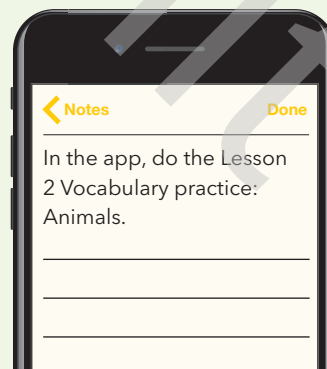 Notes
Done
In the app, do the Lesson
2 Vocabulary practice:
Animals.